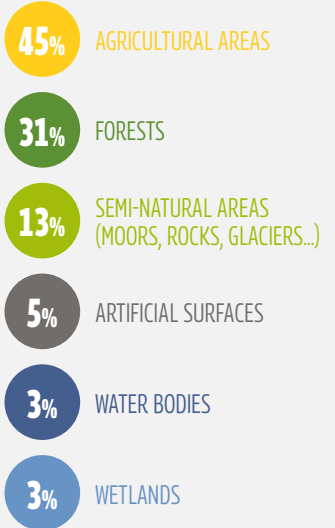 45% AGRICULTURAL AREAS
31% FORESTS
13% SEMI-NATURAL AREAS
(MOORS, ROCKS, GLACIERS...)
5% ARTIFICIAL SURFACES
3% WATER BODIES
3% WETLANDS